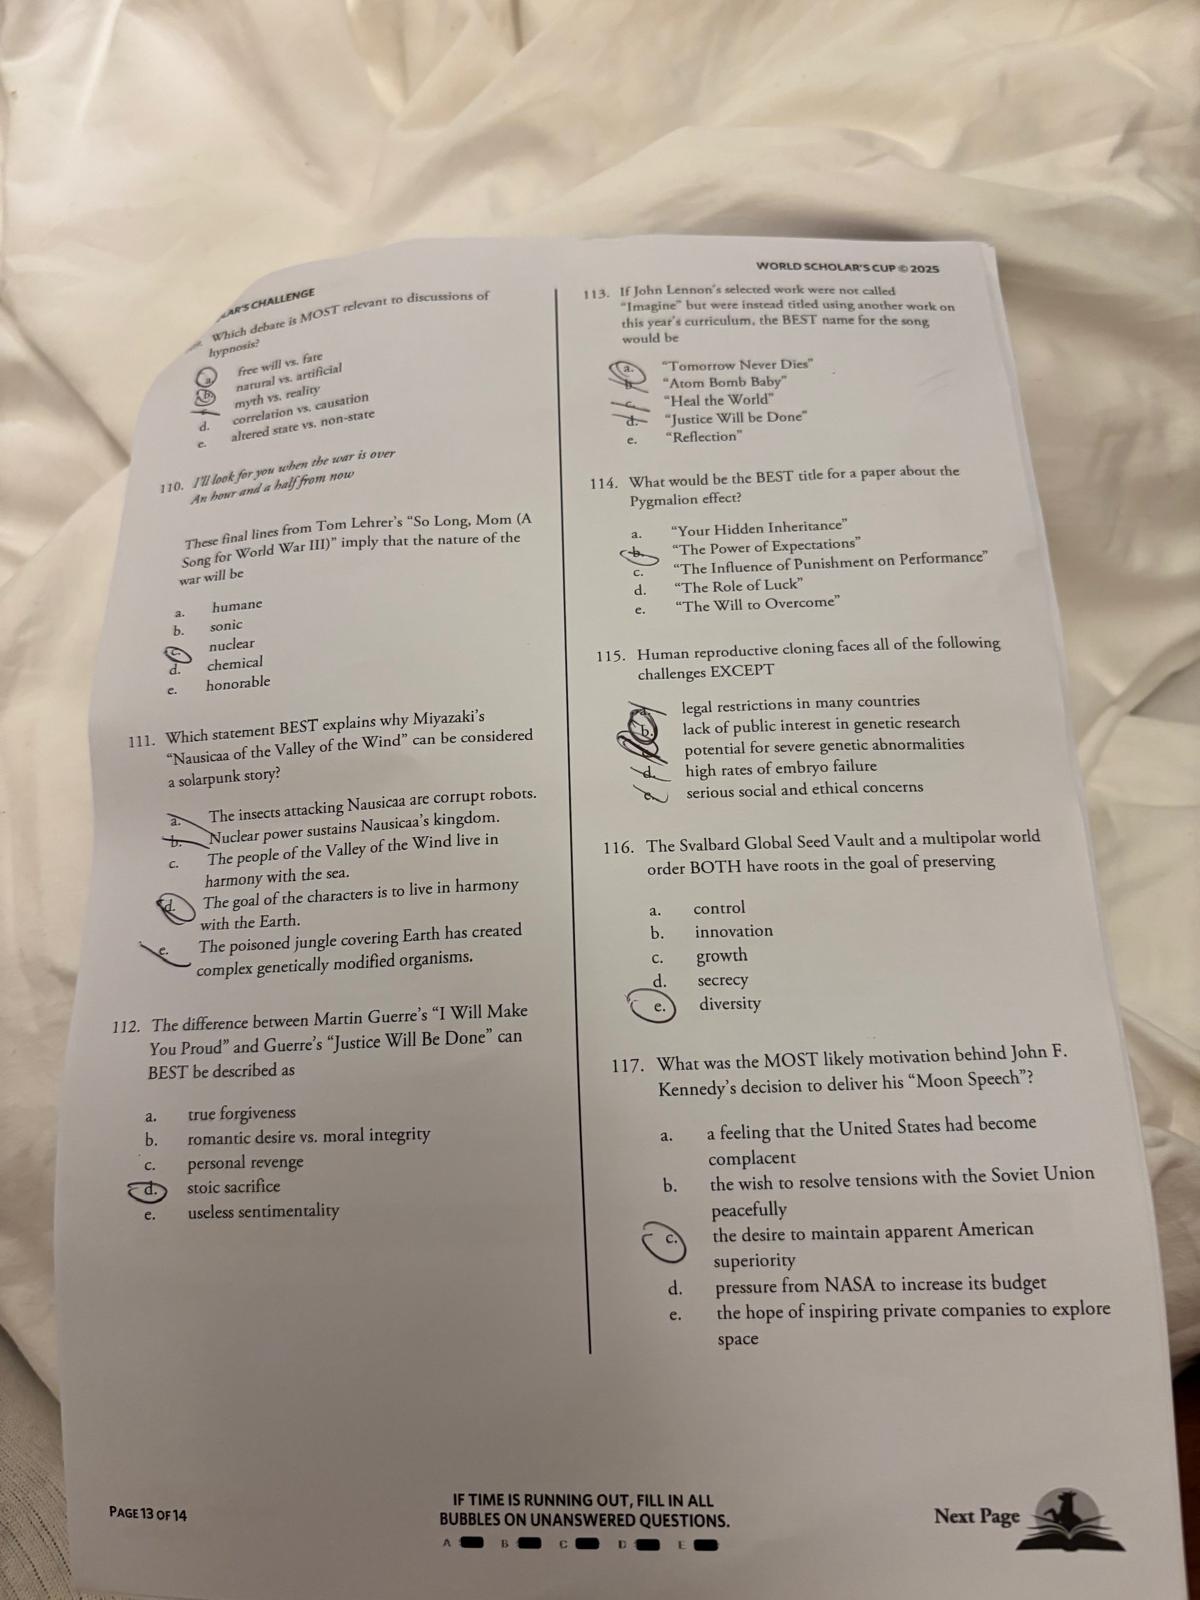 AR'S CHALLENGE
Which debate is MOST relevant to discussions of
hypnosis?
a. free will vs. fate
b. natural vs. artificial
c. myth vs. reality
d. correlation vs. causation
e. altered state vs. non-state
110. I'll look for you when the war is over
An hour and a half from now
These final lines from Tom Lehrer's "So Long, Mom (A
Song for World War III)" imply that the nature of the
war will be
a. humane
b. sonic
c. nuclear
d. chemical
e. honorable
111. Which statement BEST explains why Miyazaki's
"Nausicaa of the Valley of the Wind" can be considered
a solarpunk story?
a. The insects attacking Nausicaa are corrupt robots.
b. Nuclear power sustains Nausicaa's kingdom.
c. The people of the Valley of the Wind live in
harmony with the sea.
d. The goal of the characters is to live in harmony
with the Earth.
e. The poisoned jungle covering Earth has created
complex genetically modified organisms.
112. The difference between Martin Guerre's "I Will Make
You Proud" and Guerre's "Justice Will Be Done" can
BEST be described as
a. true forgiveness
b. romantic desire vs. moral integrity
c. personal revenge
d. stoic sacrifice
e. useless sentimentality
WORLD SCHOLAR'S CUP © 2025
113. If John Lennon's selected work were not called
"Imagine" but were instead titled using another work on
this year's curriculum, the BEST name for the song
would be
a. "Tomorrow Never Dies"
b. "Atom Bomb Baby"
c. "Heal the World"
d. "Justice Will be Done"
e. "Reflection"
114. What would be the BEST title for a paper about the
Pygmalion effect?
a. "Your Hidden Inheritance"
b. "The Power of Expectations"
c. "The Influence of Punishment on Performance"
d. "The Role of Luck"
e. "The Will to Overcome"
115. Human reproductive cloning faces all of the following
challenges EXCEPT
a. legal restrictions in many countries
b. lack of public interest in genetic research
potential for severe genetic abnormalities
d. high rates of embryo failure
e. serious social and ethical concerns
116. The Svalbard Global Seed Vault and a multipolar world
order BOTH have roots in the goal of preserving
a. control
b. innovation
c. growth
d. secrecy
e. diversity
117. What was the MOST likely motivation behind John F.
Kennedy's decision to deliver his "Moon Speech"?
a. a feeling that the United States had become
complacent
b. the wish to resolve tensions with the Soviet Union
peacefully
c. the desire to maintain apparent American
superiority
d. pressure from NASA to increase its budget
e. the hope of inspiring private companies to explore
space
PAGE 13 OF 14
IF TIME IS RUNNING OUT, FILL IN ALL
BUBBLES ON UNANSWERED QUESTIONS.
A B C D E
Next Page